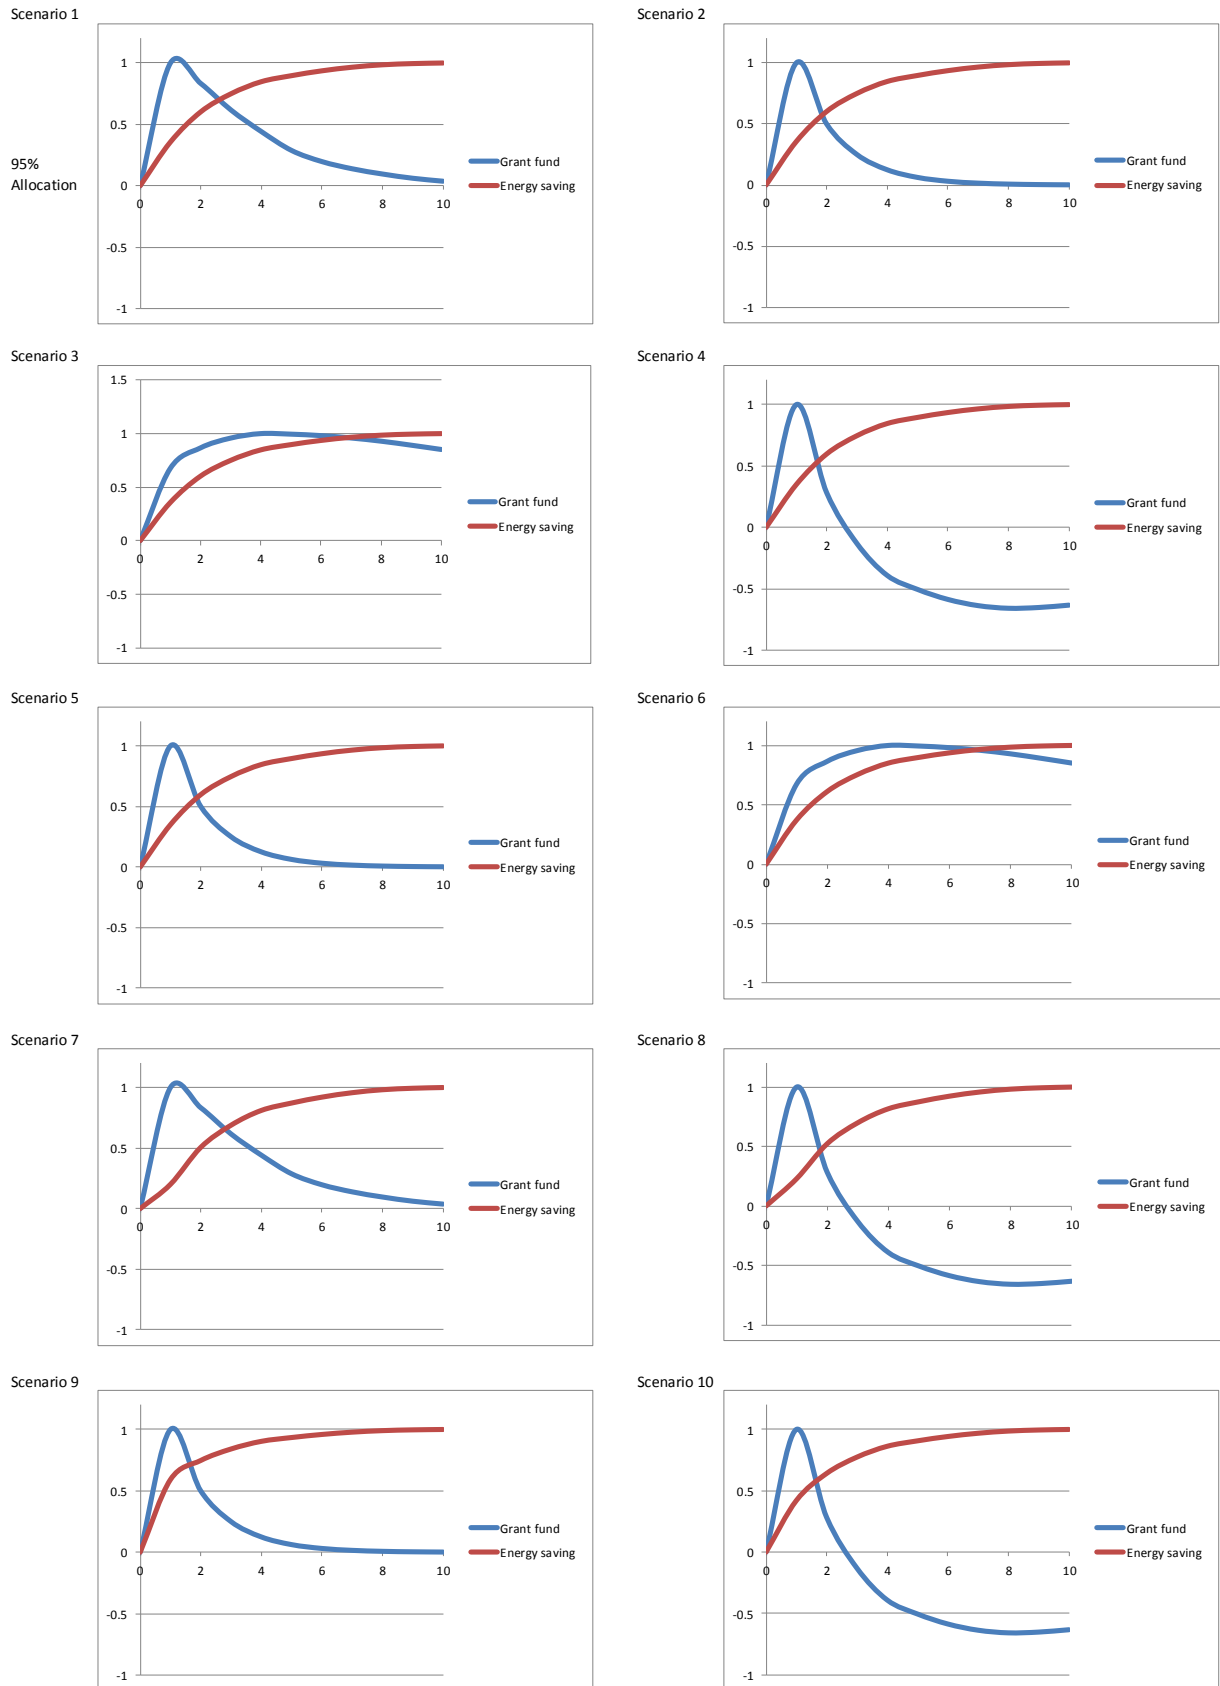 Scenario 1
95%
Allocation
1
0.5
0
-0.5
-1
0 2 4 6 8 10
Grant fund
Energy saving
Scenario 2
1
0.5
0
-0.5
-1
0 2 4 6 8 10
Grant fund
Energy saving
Scenario 3
1.5
1
0.5
0
-0.5
-1
0 2 4 6 8 10
Grant fund
Energy saving
Scenario 4
1
0.5
0
-0.5
-1
0 2 4 6 8 10
Grant fund
Energy saving
Scenario 5
1
0.5
0
-0.5
-1
0 2 4 6 8 10
Grant fund
Energy saving
Scenario 6
1
0.5
0
-0.5
-1
0 2 4 6 8 10
Grant fund
Energy saving
Scenario 7
1
0.5
0
-0.5
-1
0 2 4 6 8 10
Grant fund
Energy saving
Scenario 8
1
0.5
0
-0.5
-1
0 2 4 6 8 10
Grant fund
Energy saving
Scenario 9
1
0.5
0
-0.5
-1
0 2 4 6 8 10
Grant fund
Energy saving
Scenario 10
1
0.5
0
-0.5
-1
0 2 4 6 8 10
Grant fund
Energy saving